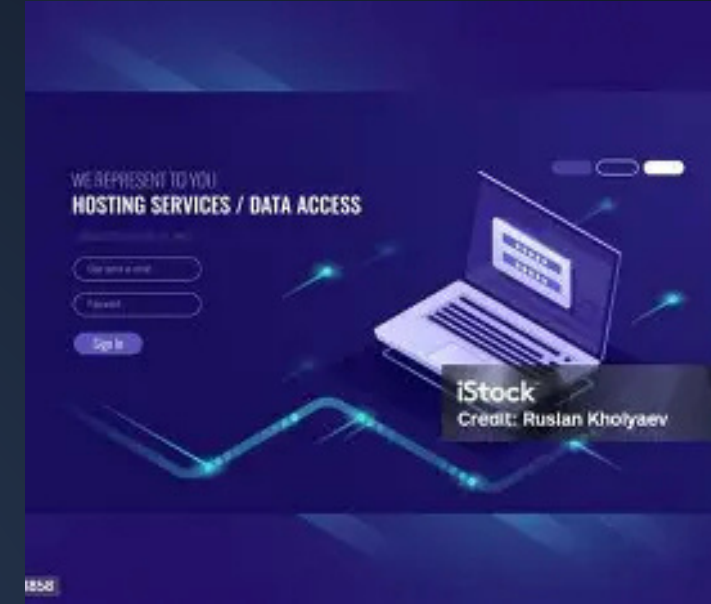 WE REPRESENT TO YOU
HOSTING SERVICES / DATA ACCESS
Sign In
iStock
Credit: Ruslan Kholyaev